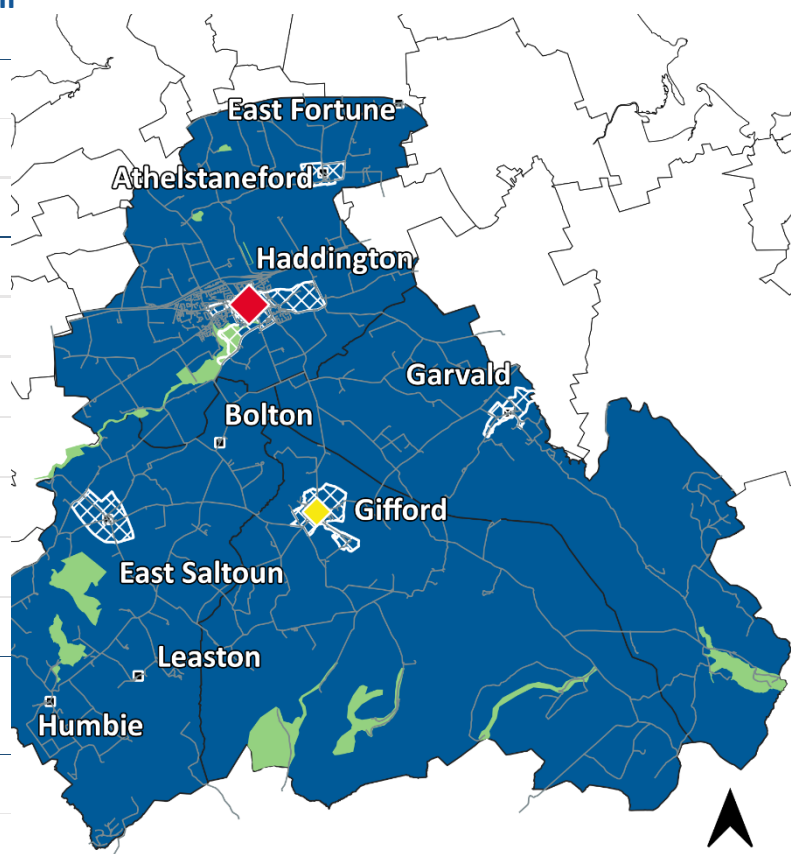 East Fortune
Athelstaneford
Haddington
Garvald
Bolton
Gifford
East Saltoun
Leaston
Humbie